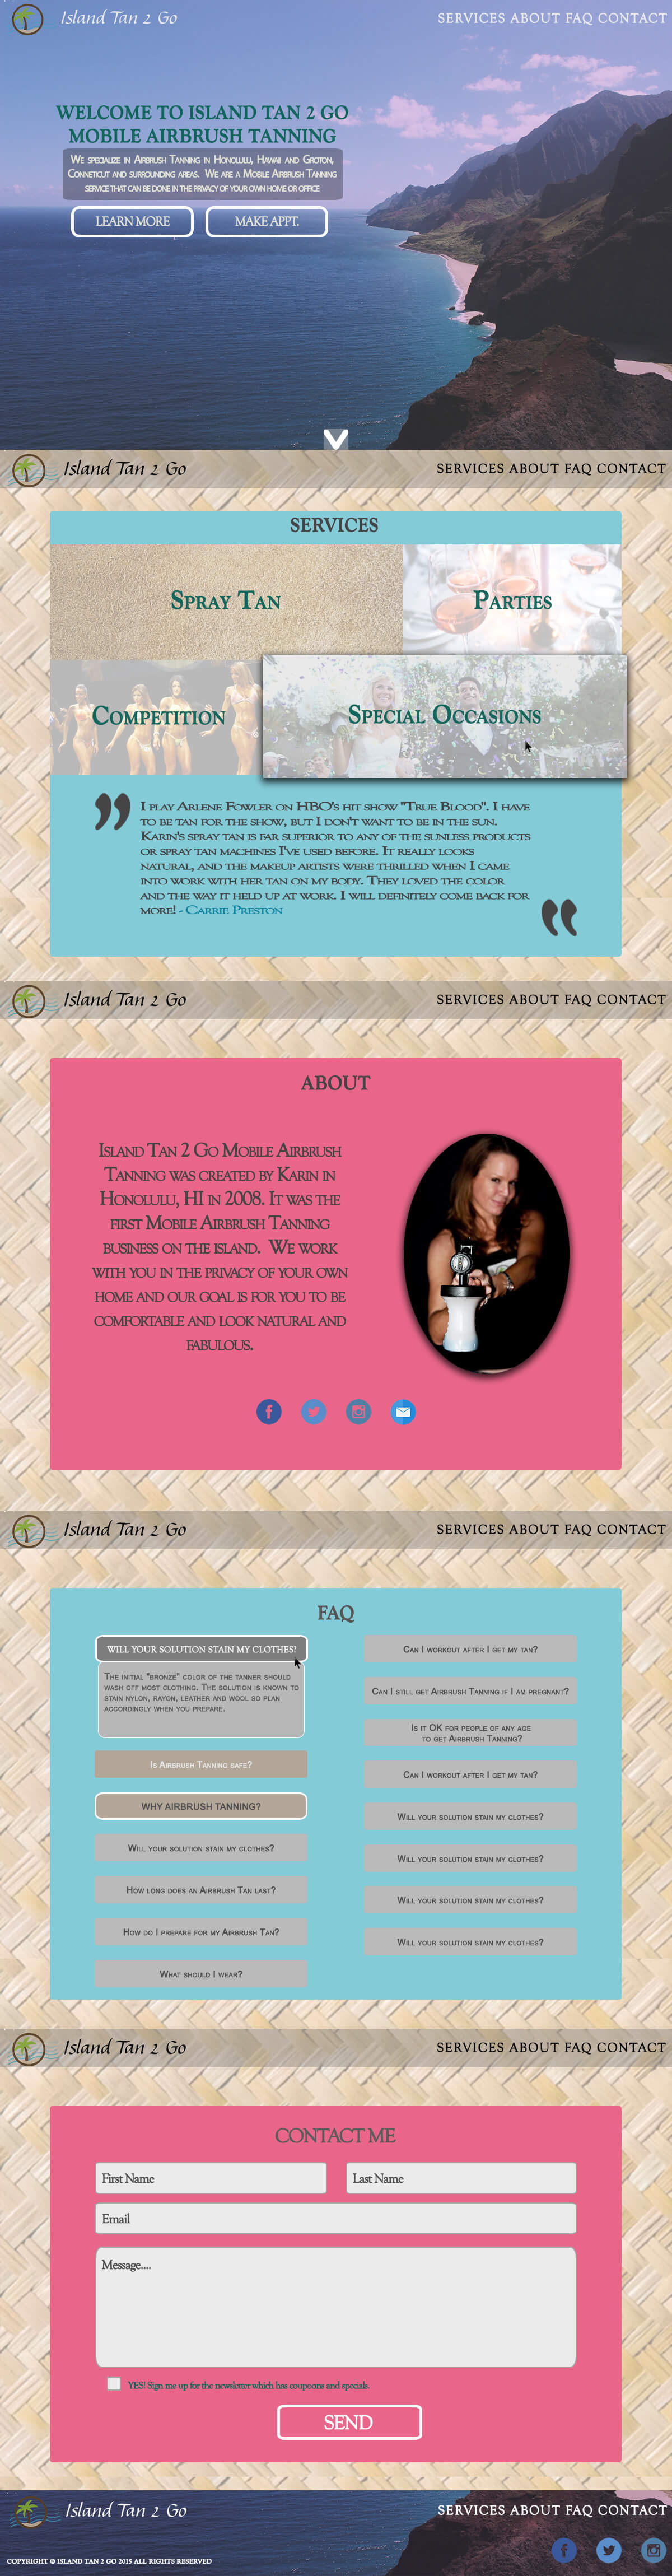 Island Tan 2 Go
SERVICES ABOUT FAQ CONTACT
WELCOME TO ISLAND TAN 2 GO
MOBILE AIRBRUSH TANNING
We specialize in Airbrush Tanning in Honolulu, Hawaii and Groton,
Conneticut and surrounding areas. We are a Mobile Airbrush Tanning
service that can be done in the privacy of your own home or office
LEARN MORE
MAKE APPT.
Island Tan 2 Go
SERVICES ABOUT FAQ CONTACT
SERVICES
Spray Tan
Parties
Competition
Special Occasions
I play Arlene Fowler on HBO's hit show "True Blood". I have
to be tan for the show, but I don't want to be in the sun.
Karin's spray tan is far superior to any of the sunless products
or spray tan machines I've used before. It really looks
natural, and the makeup artists were thrilled when I came
into work with her tan on my body. They loved the color
and the way it held up at work. I will definitely come back for
more! - Carrie Preston
Island Tan 2 Go
SERVICES ABOUT FAQ CONTACT
ABOUT
Island Tan 2 Go Mobile Airbrush
Tanning was created by Karin in
Honolulu, HI in 2008. It was the
first Mobile Airbrush Tanning
business on the island. We work
with you in the privacy of your own
home and our goal is for you to be
comfortable and look natural and
fabulous.
Island Tan 2 Go
SERVICES ABOUT FAQ CONTACT
FAQ
WILL YOUR SOLUTION STAIN MY CLOTHES?
The initial "bronze" color of the tanner should
wash off most clothing. The solution is known to
stain nylon, rayon, leather and wool so plan
accordingly when you prepare.
Is Airbrush Tanning safe?
WHY AIRBRUSH TANNING?
Will your solution stain my clothes?
How long does an Airbrush Tan last?
How do I prepare for my Airbrush Tan?
What should I wear?
Can I workout after I get my tan?
Can I still get Airbrush Tanning if I am pregnant?
Is it OK for people of any age
to get Airbrush Tanning?
Can I workout after I get my tan?
Will your solution stain my clothes?
Will your solution stain my clothes?
Will your solution stain my clothes?
Will your solution stain my clothes?
Island Tan 2 Go
SERVICES ABOUT FAQ CONTACT
CONTACT ME
First Name
Last Name
Email
Message....
YES! Sign me up for the newsletter which has coupoons and specials.
SEND
Island Tan 2 Go
SERVICES ABOUT FAQ CONTACT
COPYRIGHT © ISLAND TAN 2 GO 2015 ALL RIGHTS RESERVED